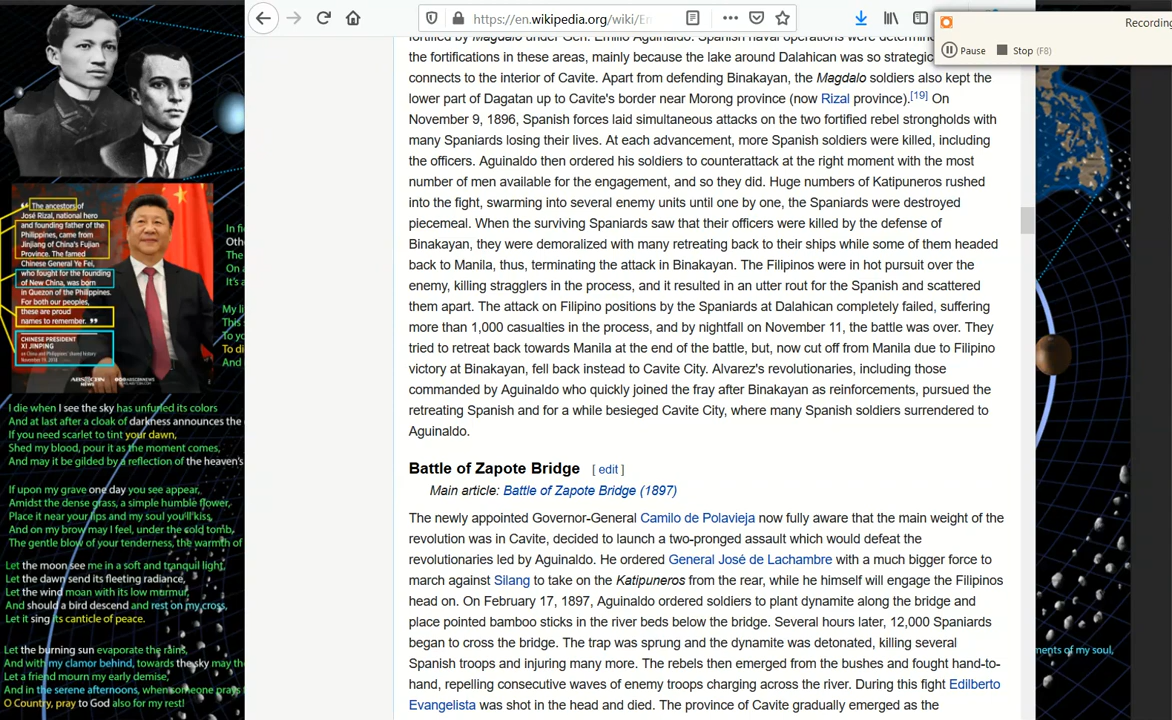 https://en.wikipedia.org/wiki/En
Recording
Pause
Stop (F8)
fortified by Magdalo under Gen. Emilio Aguinaldo. Spanish naval operations were determin
the fortifications in these areas, mainly because the lake around Dalahican was so strategic
connects to the interior of Cavite. Apart from defending Binakayan, the Magdalo soldiers also kept the
lower part of Dagatan up to Cavite's border near Morong province (now Rizal province).[19] On
November 9, 1896, Spanish forces laid simultaneous attacks on the two fortified rebel strongholds with
many Spaniards losing their lives. At each advancement, more Spanish soldiers were killed, including
the officers. Aguinaldo then ordered his soldiers to counterattack at the right moment with the most
number of men available for the engagement, and so they did. Huge numbers of Katipuneros rushed
into the fight, swarming into several enemy units until one by one, the Spaniards were destroyed
piecemeal. When the surviving Spaniards saw that their officers were killed by the defense of
Binakayan, they were demoralized with many retreating back to their ships while some of them headed
back to Manila, thus, terminating the attack in Binakayan. The Filipinos were in hot pursuit over the
enemy, killing stragglers in the process, and it resulted in an utter rout for the Spanish and scattered
them apart. The attack on Filipino positions by the Spaniards at Dalahican completely failed, suffering
more than 1,000 casualties in the process, and by nightfall on November 11, the battle was over. They
tried to retreat back towards Manila at the end of the battle, but, now cut off from Manila due to Filipino
victory at Binakayan, fell back instead to Cavite City. Alvarez's revolutionaries, including those
commanded by Aguinaldo who quickly joined the fray after Binakayan as reinforcements, pursued the
retreating Spanish and for a while besieged Cavite City, where many Spanish soldiers surrendered to
Aguinaldo.
Battle of Zapote Bridge [ edit ]
Main article: Battle of Zapote Bridge (1897)
The newly appointed Governor-General Camilo de Polavieja now fully aware that the main weight of the
revolution was in Cavite, decided to launch a two-pronged assault which would defeat the
revolutionaries led by Aguinaldo. He ordered General José de Lachambre with a much bigger force to
march against Silang to take on the Katipuneros from the rear, while he himself will engage the Filipinos
head on. On February 17, 1897, Aguinaldo ordered soldiers to plant dynamite along the bridge and
place pointed bamboo sticks in the river beds below the bridge. Several hours later, 12,000 Spaniards
began to cross the bridge. The trap was sprung and the dynamite was detonated, killing several
Spanish troops and injuring many more. The rebels then emerged from the bushes and fought hand-to-
hand, repelling consecutive waves of enemy troops charging across the river. During this fight Edilberto
Evangelista was shot in the head and died. The province of Cavite gradually emerged as the
“ The ancestors of
José Rizal, national hero
and founding father of the
Philippines, came from
Jinjiang of China's Fujian
Province. The famed
Chinese General Ye Fei,
who fought for the founding
of New China, was born
in Quezon of the Philippines.
For both our peoples,
these are proud
names to remember. ”
CHINESE PRESIDENT
XI JINPING
on China and Philippines' shared history
ABS-CBN
NEWS
In fi
Oth
The
On
It's
My li
This
To yo
To di
And
I die when I see the sky has unfurled its colors
And at last after a cloak of darkness announces the
If you need scarlet to tint your dawn,
Shed my blood, pour it as the moment comes,
And may it be gilded by a reflection of the heaven's
If upon my grave one day you see appear,
Amidst the dense grass, a simple humble flower,
Place it near your lips and my soul you'll kiss,
And on my brow may I feel, under the cold tomb,
The gentle blow of your tenderness, the warmth of
Let the moon see me in a soft and tranquil light,
Let the dawn send its fleeting radiance,
Let the wind moan with its low murmur,
And should a bird descend and rest on my cross,
Let it sing its canticle of peace.
Let the burning sun evaporate the rains,
And with my clamor behind, towards the sky may the
Let a friend mourn my early demise,
And in the serene afternoons, when someone prays
O Country, pray to God also for my rest!
ments of my soul,